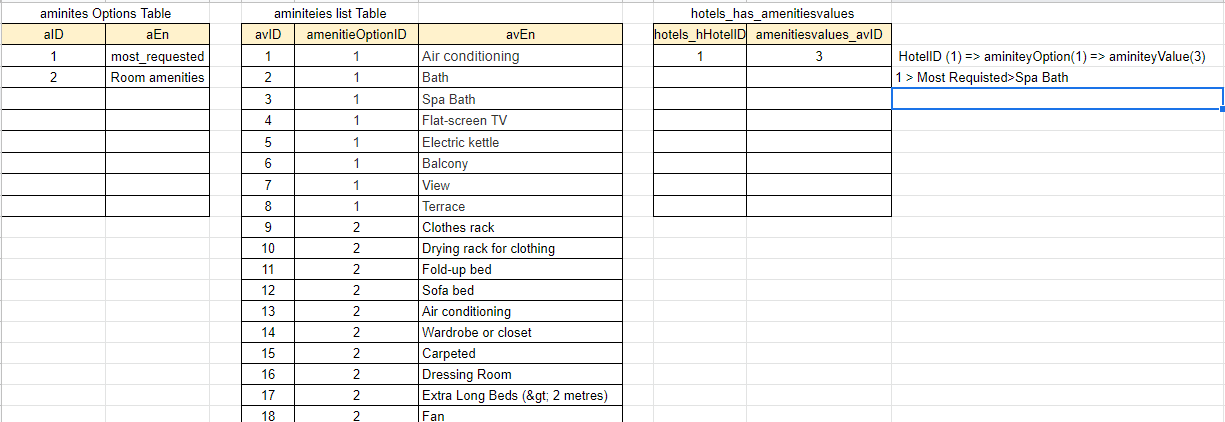 aminites Options Table aminiteies list Table hotels_has_amenitiesvalues
aID aEn avID amenitieOptionID avEn hotels_hHotelID amenitiesvalues_avID
1 most_requested 1 1 Air conditioning 1 3 HotelID (1) => aminiteyOption(1) => aminiteyValue(3)
2 Room amenities 2 1 Bath 1 > Most Requisted>Spa Bath
3 1 Spa Bath
4 1 Flat-screen TV
5 1 Electric kettle
6 1 Balcony
7 1 View
8 1 Terrace
9 2 Clothes rack
10 2 Drying rack for clothing
11 2 Fold-up bed
12 2 Sofa bed
13 2 Air conditioning
14 2 Wardrobe or closet
15 2 Carpeted
16 2 Dressing Room
17 2 Extra Long Beds (&gt; 2 metres)
18 2 Fan